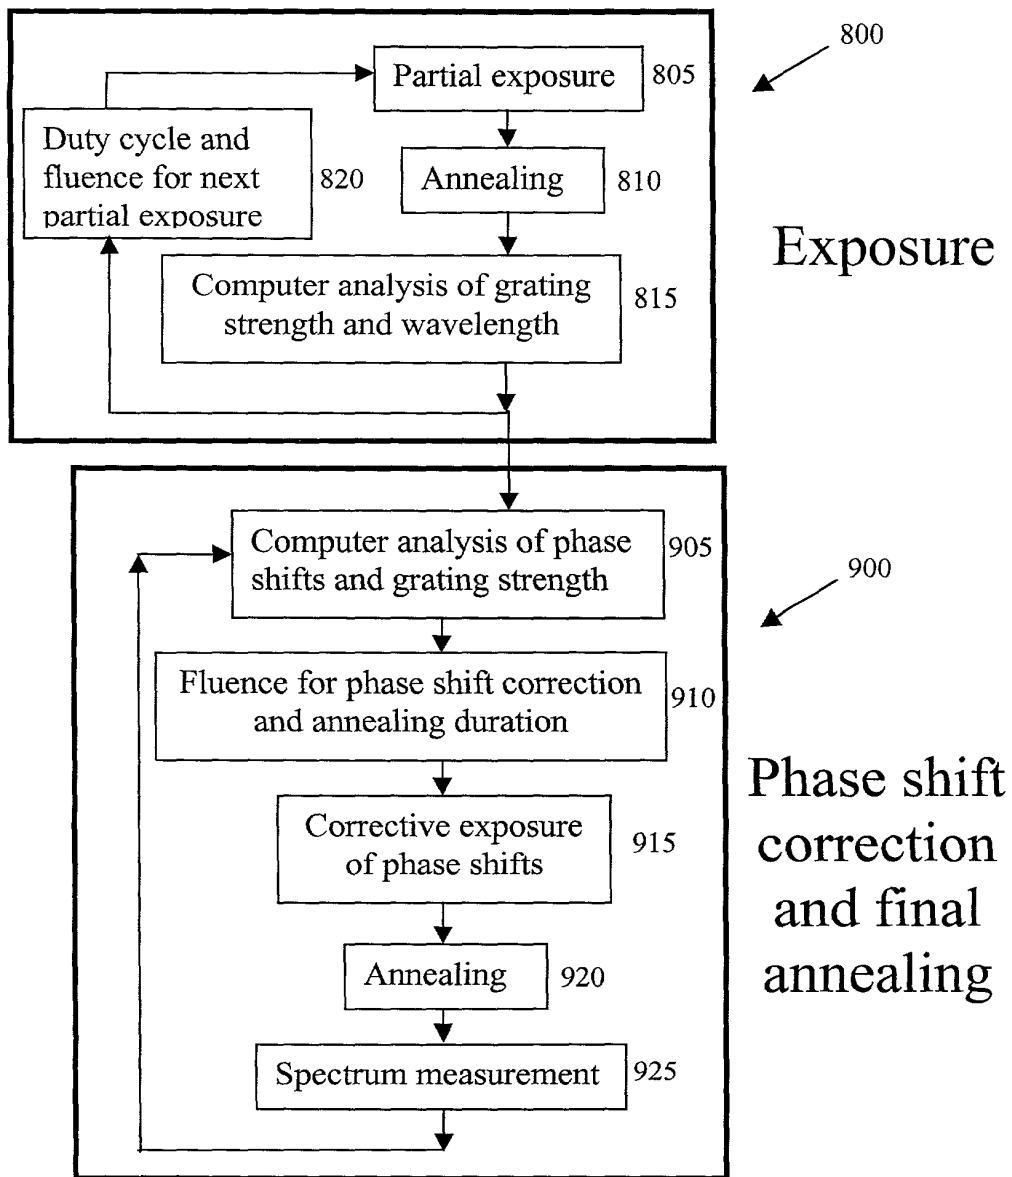 800
Partial exposure
805
Duty cycle and
fluence for next
partial exposure
820
Annealing
810
Exposure
Computer analysis of grating
strength and wavelength
815
Computer analysis of phase
shifts and grating strength
905
900
Fluence for phase shift correction
and annealing duration
910
Phase shift
correction
and final
annealing
Corrective exposure
of phase shifts
915
Annealing
920
Spectrum measurement
925